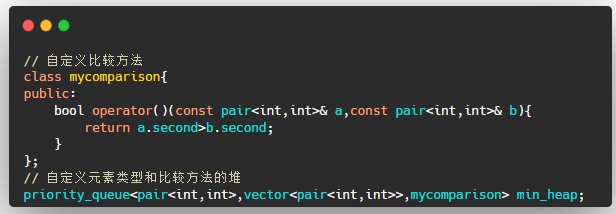 // 自定义比较方法
class mycomparison{
public:
    bool operator()(const pair<int,int>& a,const pair<int,int>& b){
        return a.second>b.second;
    }
};
// 自定义元素类型和比较方法的堆
priority_queue<pair<int,int>,vector<pair<int,int>>,mycomparison> min_heap;